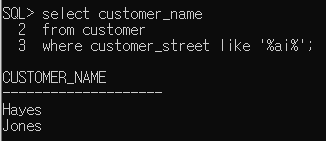 SQL> select customer_name
  2  from customer
  3  where customer_street like '%ai%';
CUSTOMER_NAME
--------------------
Hayes
Jones